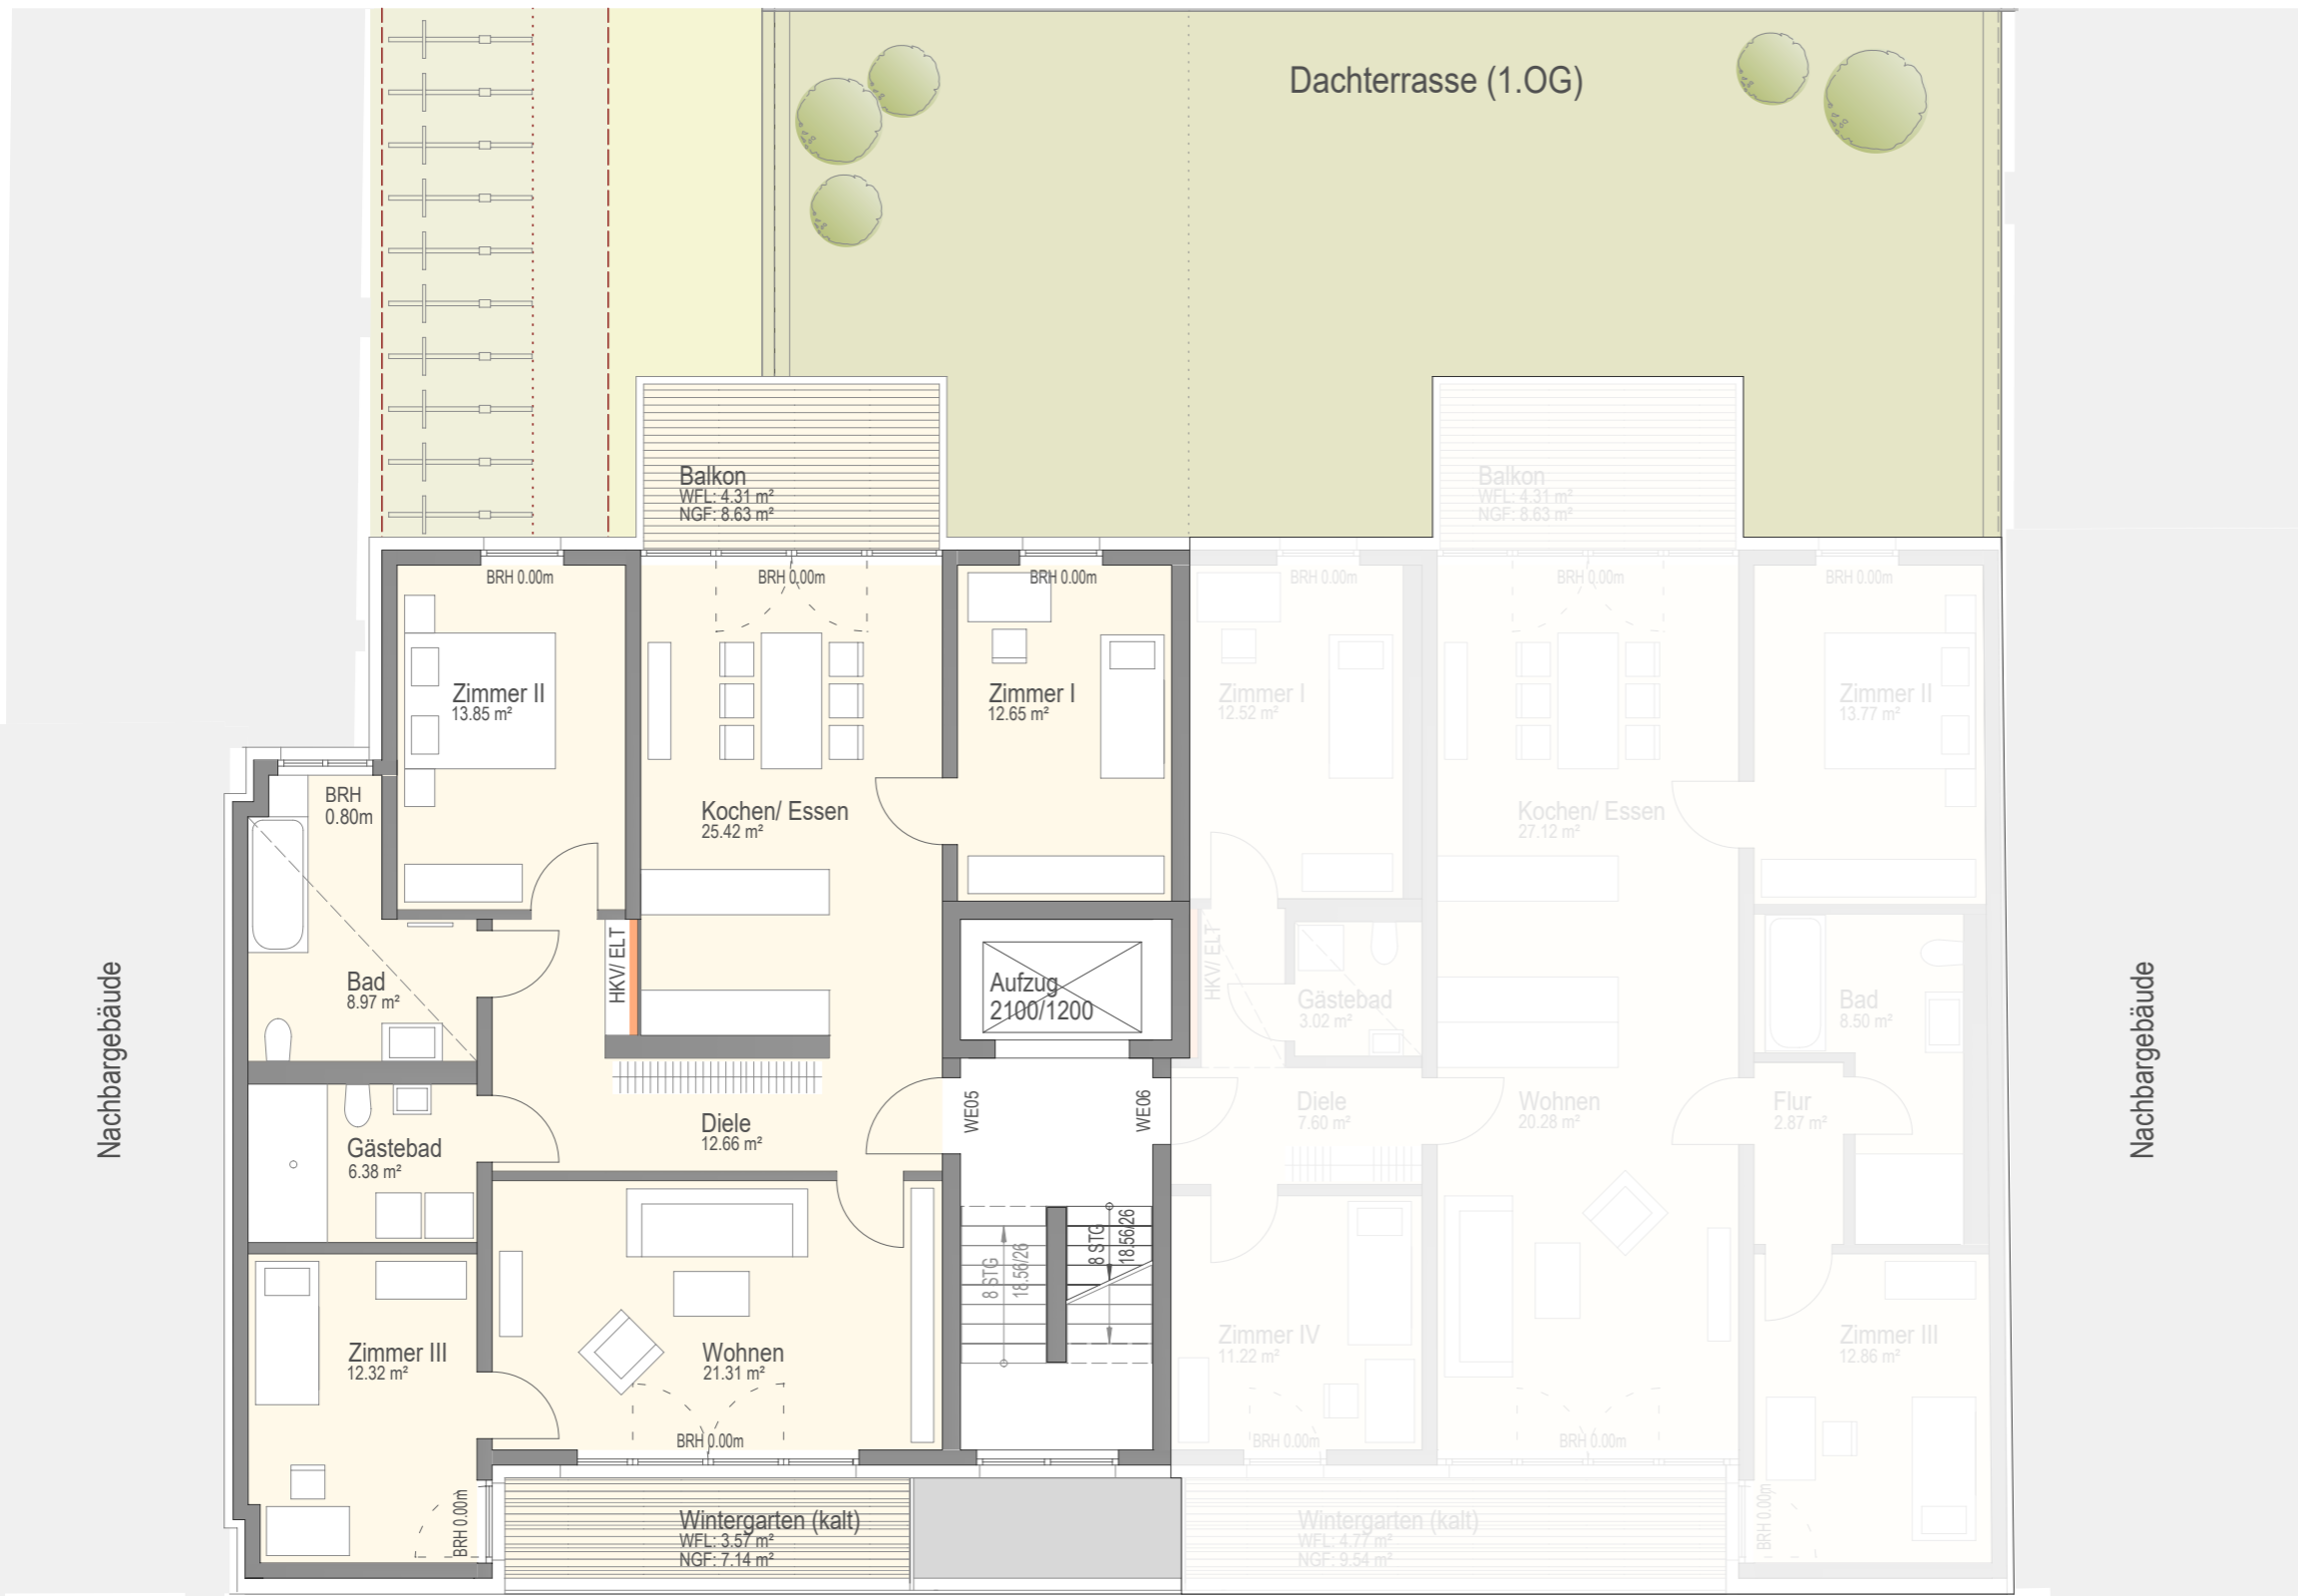 Dachterrasse (1.OG)
Balkon
WFL: 4.31 m²
NGF: 8.63 m²
Balkon
WFL: 4.31 m²
NGF: 8.63 m²
BRH 0.00m
BRH 0.00m
BRH 0.00m
BRH 0.00m
BRH 0.00m
BRH 0.00m
Zimmer II
13.85 m²
Zimmer I
12.65 m²
Zimmer I
12.52 m²
Zimmer II
13.77 m²
BRH
0.80m
Kochen/ Essen
25.42 m²
Kochen/ Essen
27.12 m²
HKV/ ELT
HKV/ ELT
Bad
8.97 m²
Aufzug
2100/1200
Gästebad
3.02 m²
Bad
8.50 m²
Nachbargebäude
Nachbargebäude
WE05
WE06
Diele
12.66 m²
Diele
7.60 m²
Wohnen
20.28 m²
Flur
2.87 m²
Gästebad
6.38 m²
8 STG
18.56/26
8 STG
18.56/26
Zimmer III
12.32 m²
Wohnen
21.31 m²
Zimmer IV
11.22 m²
Zimmer III
12.86 m²
BRH 0.00m
BRH 0.00m
BRH 0.00m
BRH 0.00m
BRH 0.00m
Wintergarten (kalt)
WFL: 3.57 m²
NGF: 7.14 m²
Wintergarten (kalt)
WFL: 4.77 m²
NGF: 9.54 m²